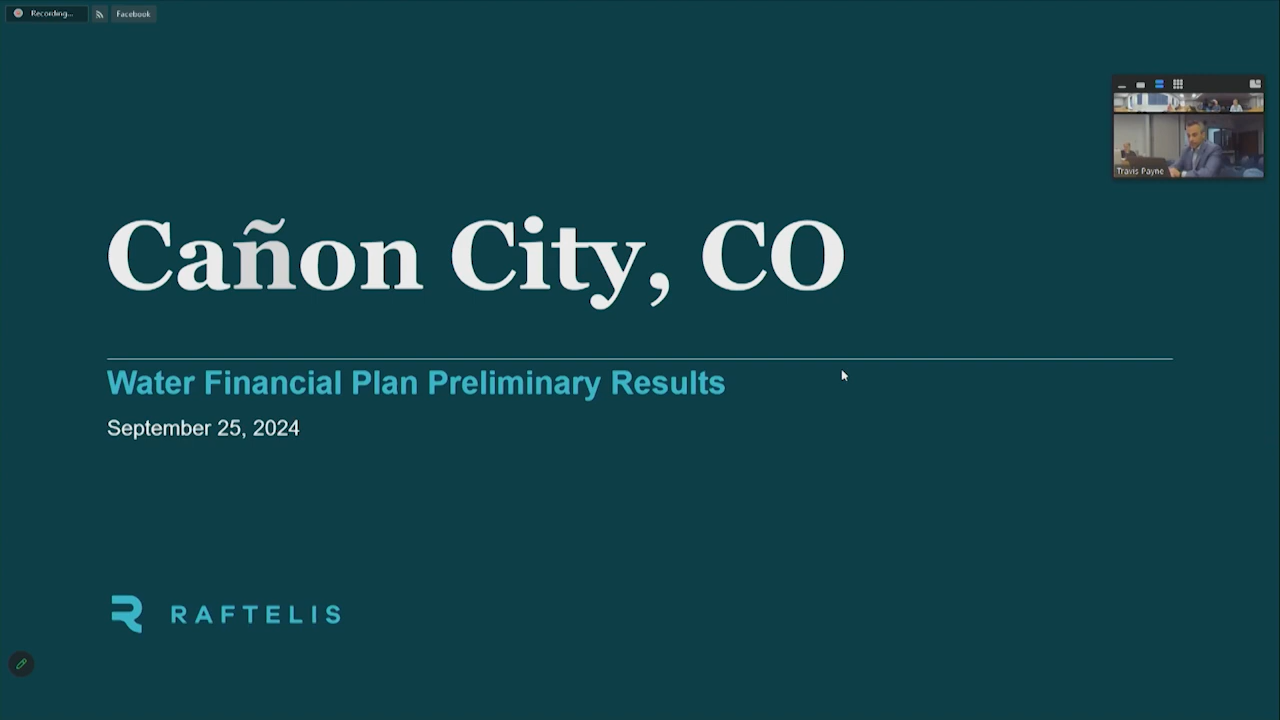 Recording...
Facebook
Travis Payne
Cañon City, CO
Water Financial Plan Preliminary Results
September 25, 2024
RAFTELIS